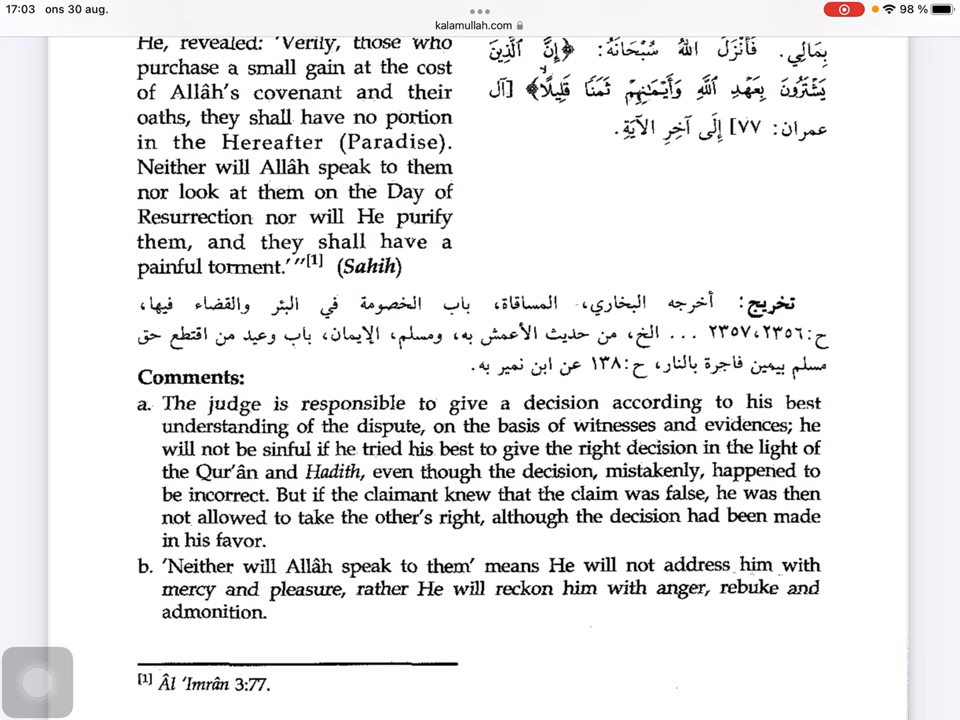 17:03 ons 30 aug.
98 %
kalamullah.com
He, revealed: 'Verily, those who
purchase a small gain at the cost
of Allâh's covenant and their
oaths, they shall have no portion
in the Hereafter (Paradise).
Neither will Allâh speak to them
nor look at them on the Day of
Resurrection nor will He purify
them, and they shall have a
painful torment.'"[1] (Sahih)
بِمَالِي. فَأَنْزَلَ اللهُ سُبْحَانَهُ: ﴿إِنَّ ٱلَّذِينَ
يَشْتَرُونَ بِعَهْدِ ٱللَّهِ وَأَيْمَـٰنِهِمْ ثَمَنًا قَلِيلًا﴾ [آل
عمران: ٧٧] إِلَى آخِرِ الآيَةِ.
تخريج: أخرجه البخاري، المساقاة، باب الخصومة في البئر والقضاء فيها،
ح:٢٣٥٦،٢٣٥٧ ... الخ، من حديث الأعمش به، ومسلم، الإيمان، باب وعيد من اقتطع حق
مسلم بيمين فاجرة بالنار، ح:١٣٨ عن ابن نمير به.
Comments:
a. The judge is responsible to give a decision according to his best
understanding of the dispute, on the basis of witnesses and evidences; he
will not be sinful if he tried his best to give the right decision in the light of
the Qur'ân and Hadith, even though the decision, mistakenly, happened to
be incorrect. But if the claimant knew that the claim was false, he was then
not allowed to take the other's right, although the decision had been made
in his favor.
b. 'Neither will Allâh speak to them' means He will not address him with
mercy and pleasure, rather He will reckon him with anger, rebuke and
admonition.
[1] Âl 'Imrân 3:77.